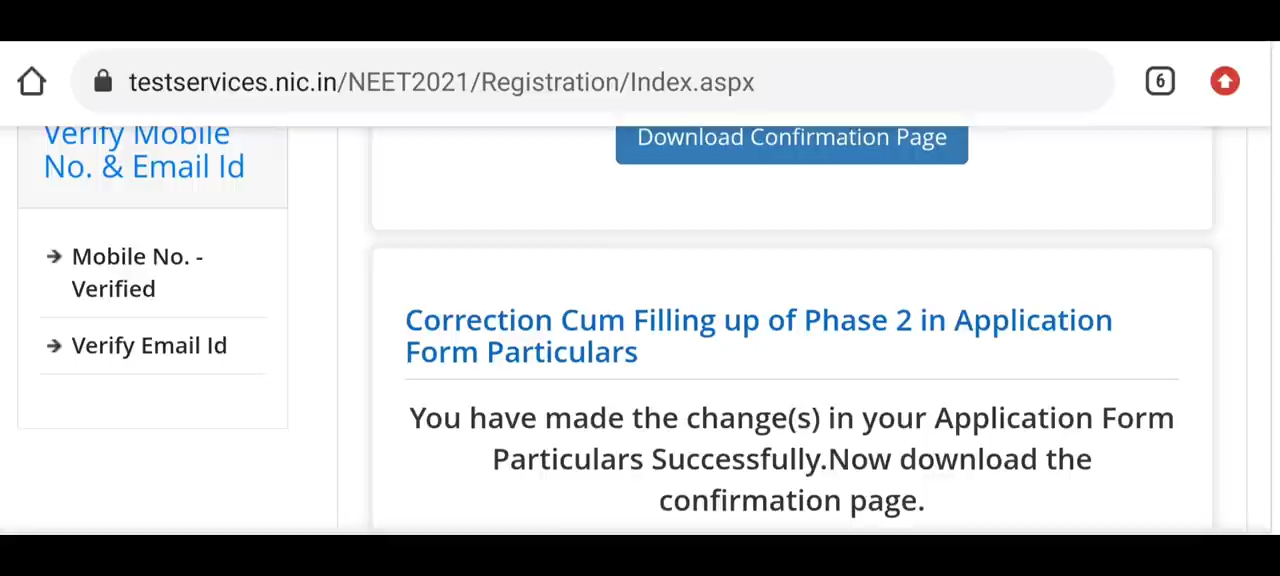 testservices.nic.in/NEET2021/Registration/Index.aspx
6
Verify Mobile
No. & Email Id
Download Confirmation Page
Mobile No. -
Verified
Verify Email Id
Correction Cum Filling up of Phase 2 in Application
Form Particulars
You have made the change(s) in your Application Form
Particulars Successfully.Now download the
confirmation page.